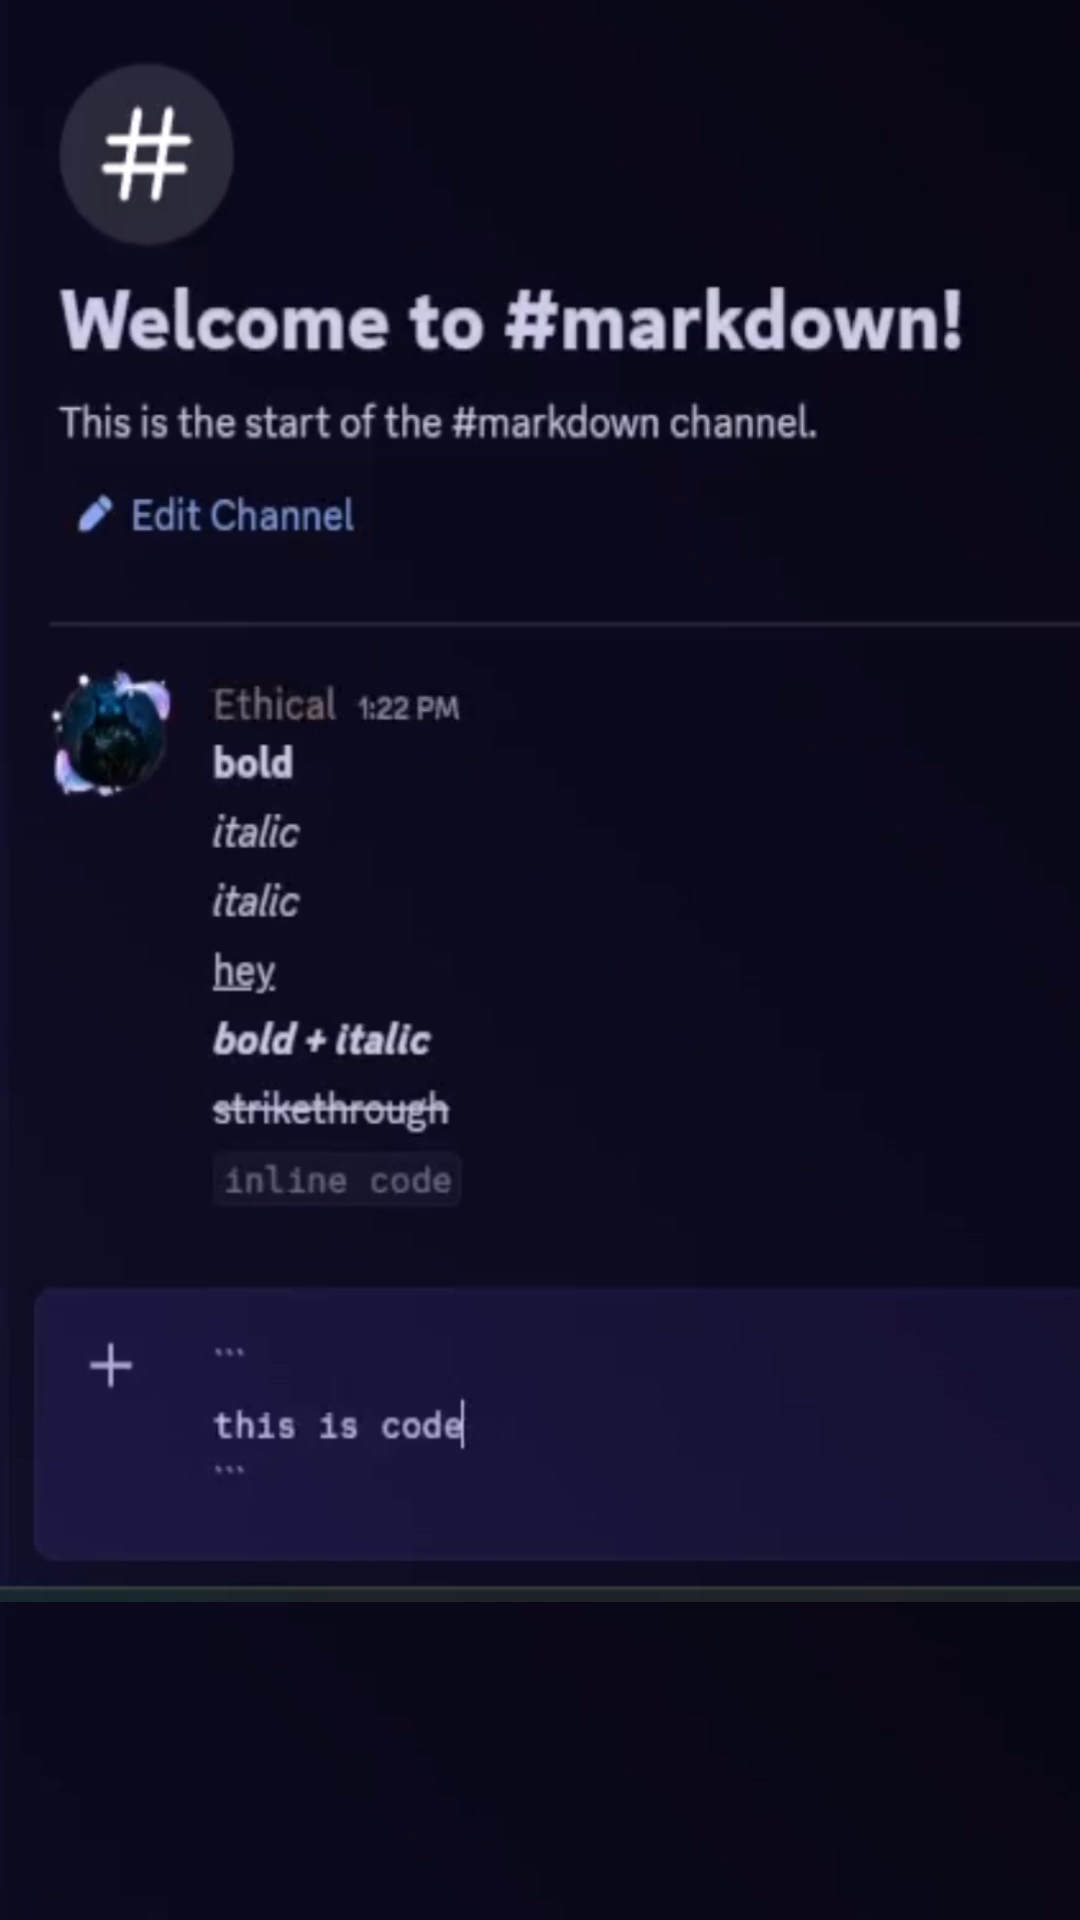 #
Welcome to #markdown!
This is the start of the #markdown channel.
Edit Channel
Ethical 1:22 PM
bold
italic
italic
hey
bold + italic
strikethrough
inline code
```
this is code
```